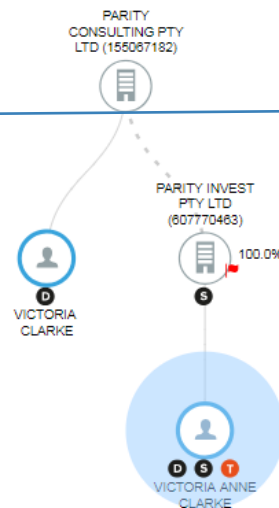 PARITY
CONSULTING PTY
LTD (155067182)
PARITY INVEST
PTY LTD
(607770463)
100.0%
D
S
VICTORIA
CLARKE
D S T
VICTORIA ANNE
CLARKE